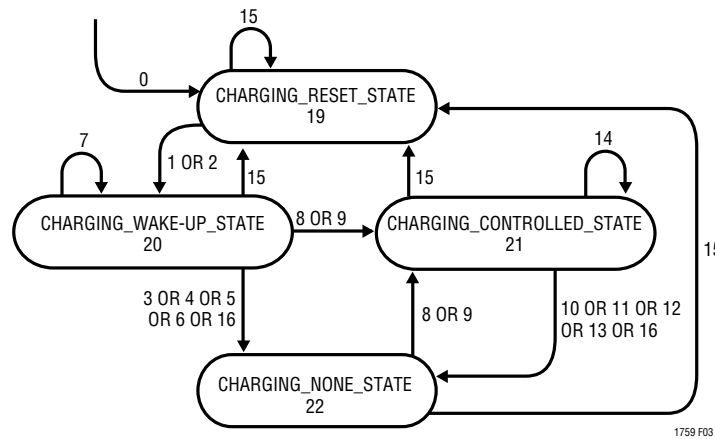 15
0
CHARGING_RESET_STATE
19
7
1 OR 2
15
15
14
CHARGING_WAKE-UP_STATE
20
8 OR 9
CHARGING_CONTROLLED_STATE
21
15
3 OR 4 OR 5
OR 6 OR 16
8 OR 9
10 OR 11 OR 12
OR 13 OR 16
CHARGING_NONE_STATE
22
1759 F03